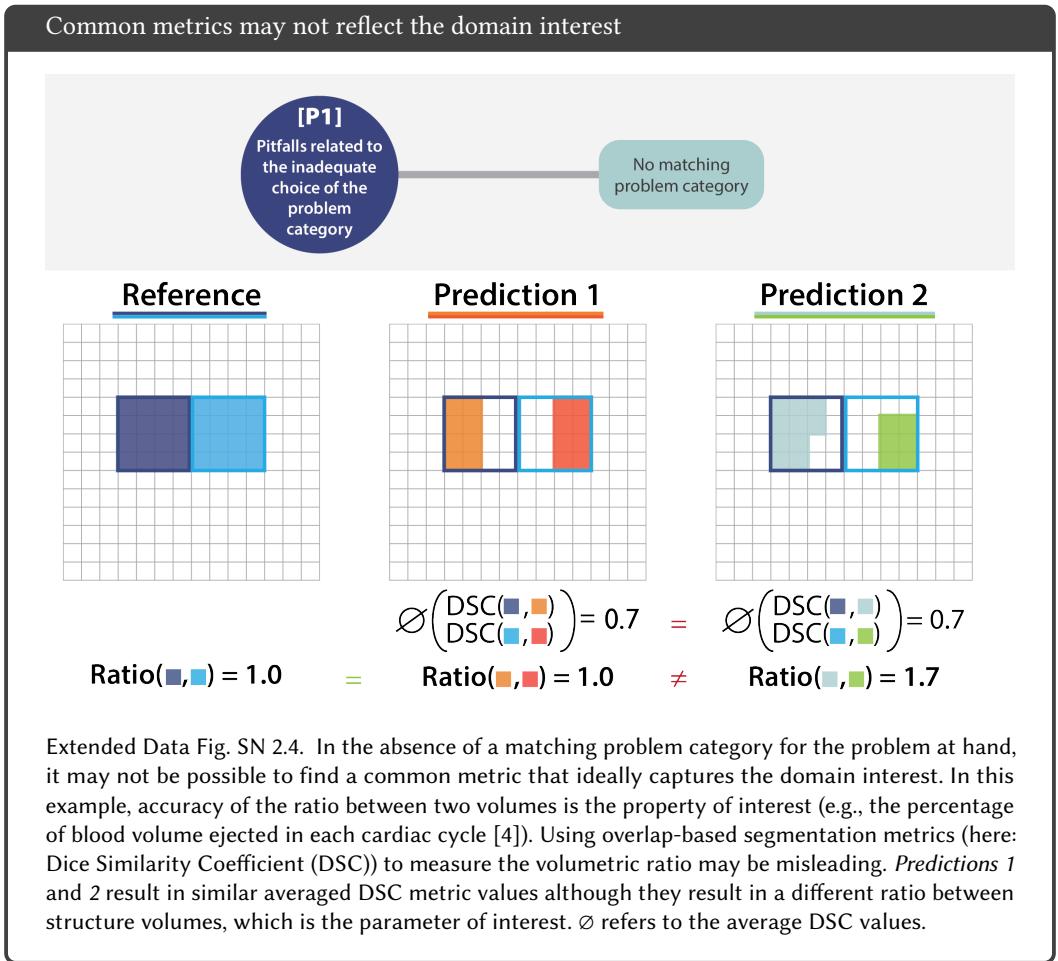 Common metrics may not reflect the domain interest
[P1]
Pitfalls related to
the inadequate
choice of the
problem
category
No matching
problem category
Reference
Prediction 1
Prediction 2
∅(DSC(■,■)
DSC(■,■)) = 0.7
=
∅(DSC(■,■)
DSC(■,■)) = 0.7
Ratio(■,■) = 1.0 = Ratio(■,■) = 1.0 ≠ Ratio(■,■) = 1.7
Extended Data Fig. SN 2.4. In the absence of a matching problem category for the problem at hand,
it may not be possible to find a common metric that ideally captures the domain interest. In this
example, accuracy of the ratio between two volumes is the property of interest (e.g., the percentage
of blood volume ejected in each cardiac cycle [4]). Using overlap-based segmentation metrics (here:
Dice Similarity Coefficient (DSC)) to measure the volumetric ratio may be misleading. Predictions 1
and 2 result in similar averaged DSC metric values although they result in a different ratio between
structure volumes, which is the parameter of interest. ∅ refers to the average DSC values.